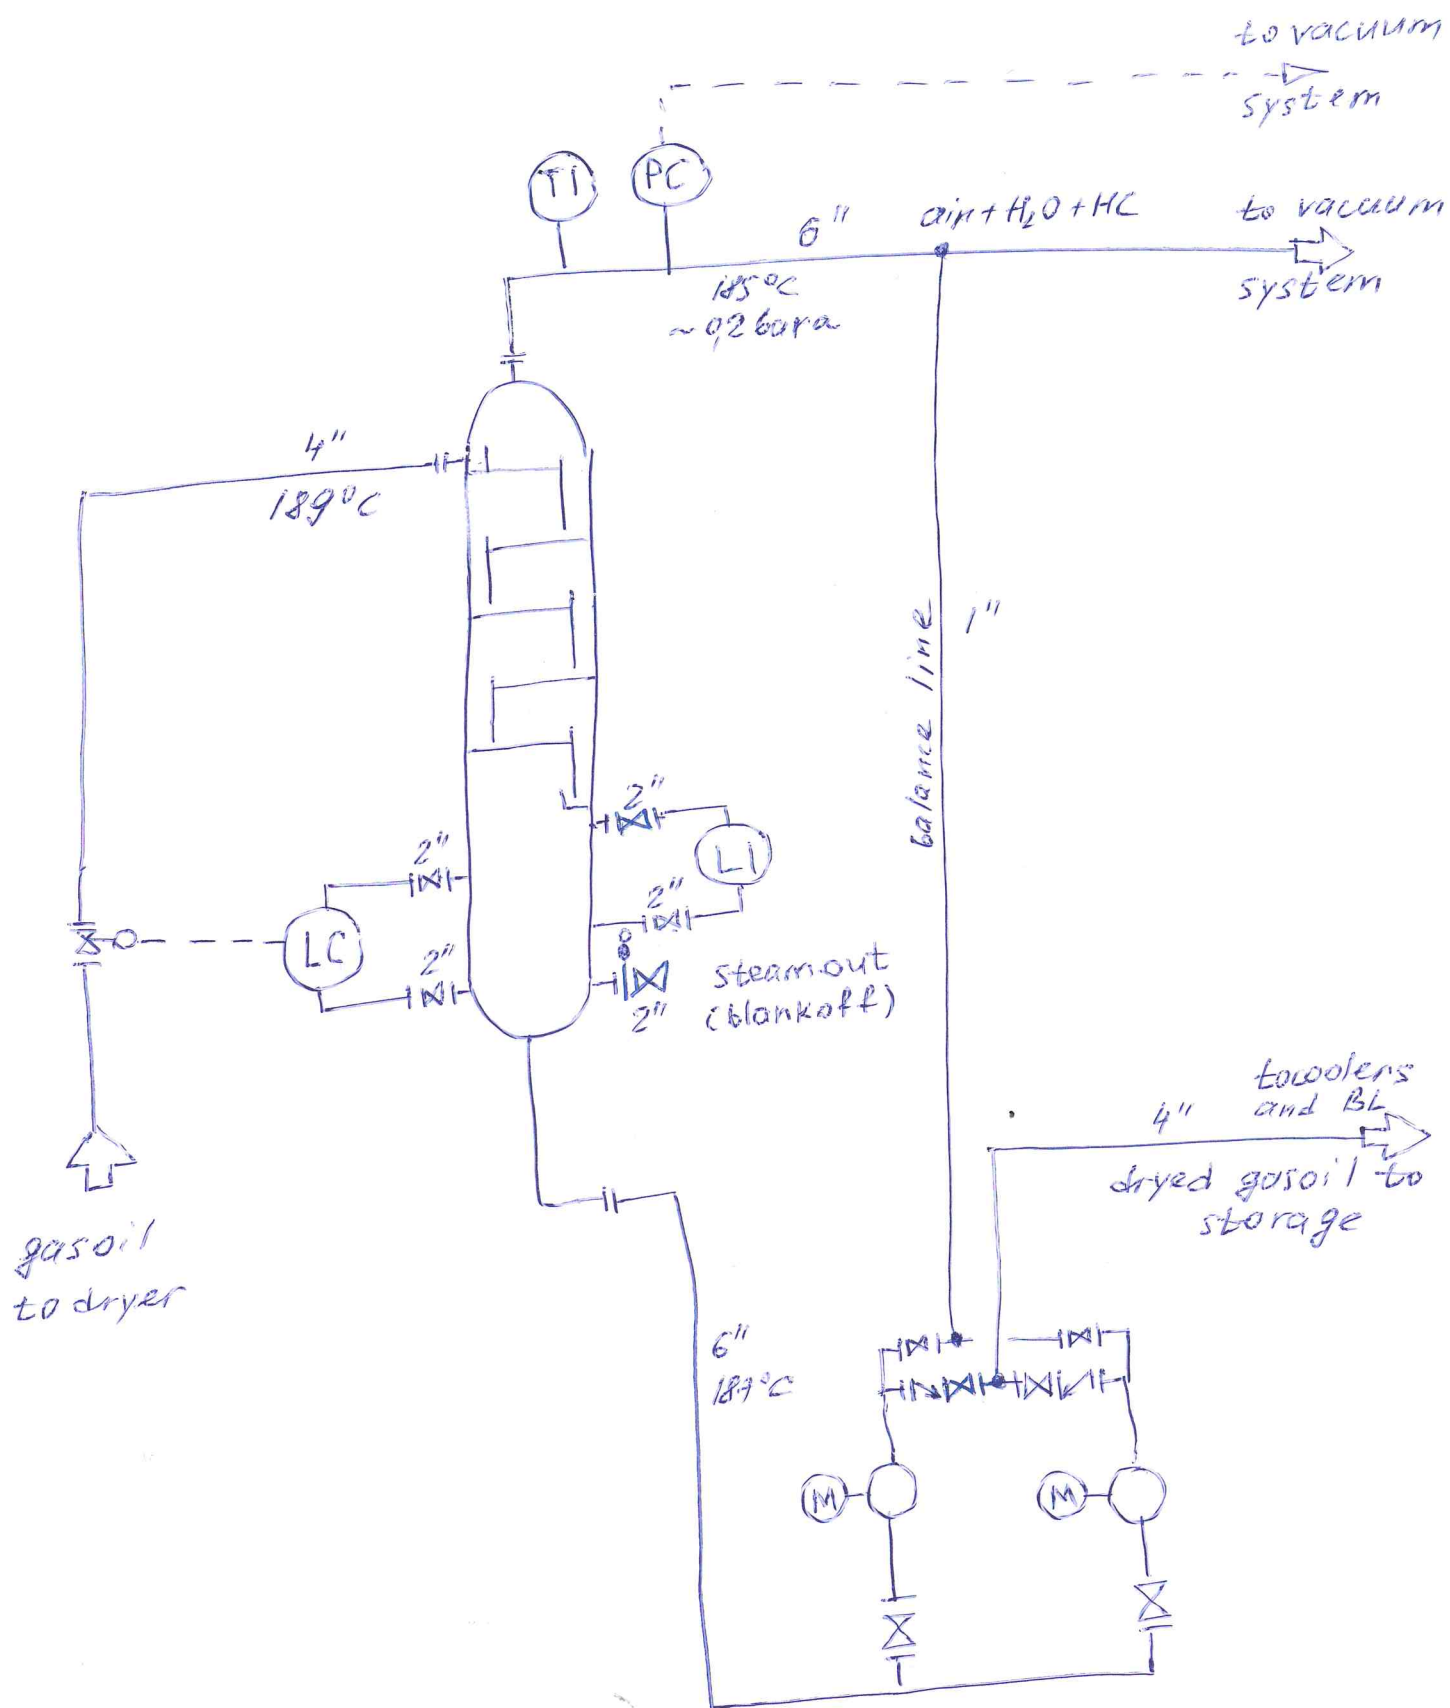 to vacuum
system
TI
PC
6"
air+H₂O+HC
to vacuum
system
185°C
~0,2 bara
4"
189°C
balance line
1"
2"
LI
2"
2"
LC
2"
steamout
(blankoff)
2"
to coolers
and BL
4"
dryed gasoil to
storage
gasoil
to dryer
6"
187°C
M
M